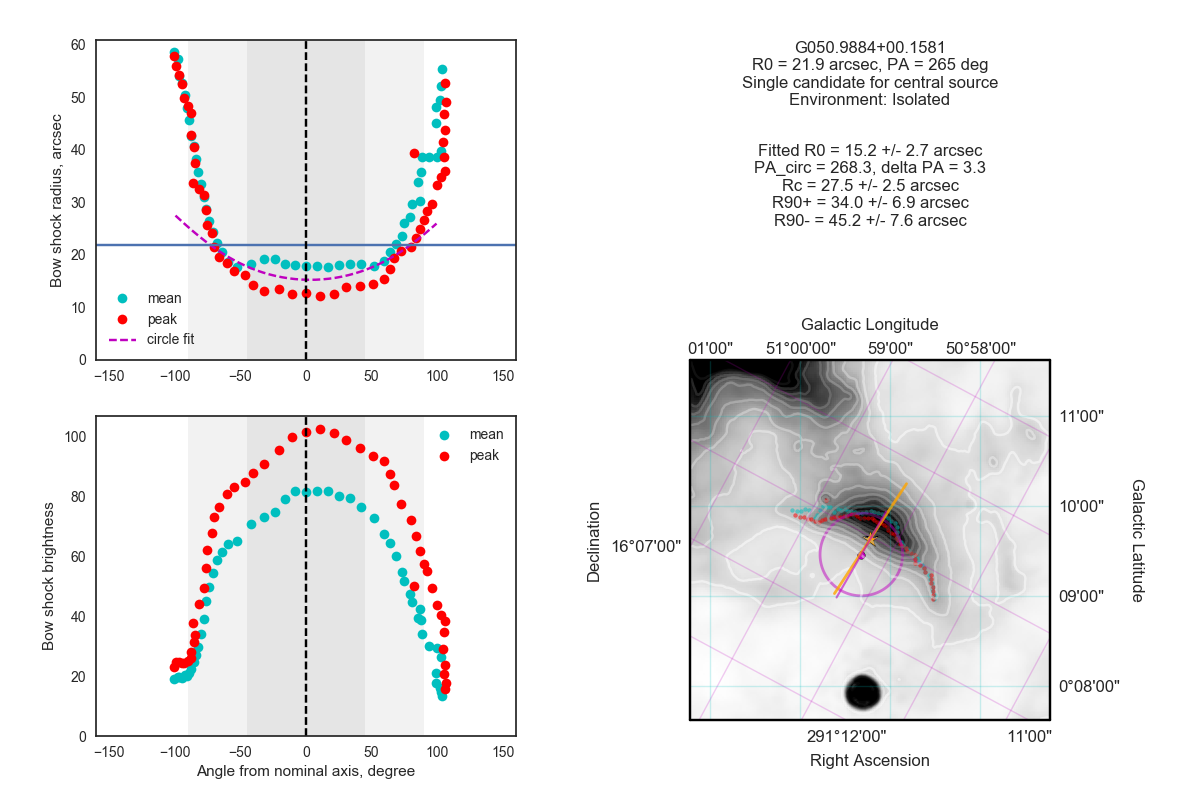 60
50
40
30
20
10
0
Bow shock radius, arcsec
mean
peak
circle fit
−150
−100
−50
0
50
100
150
100
80
60
40
20
0
Bow shock brightness
mean
peak
−150
−100
−50
0
50
100
150
Angle from nominal axis, degree
G050.9884+00.1581
R0 = 21.9 arcsec, PA = 265 deg
Single candidate for central source
Environment: Isolated
Fitted R0 = 15.2 +/- 2.7 arcsec
PA_circ = 268.3, delta PA = 3.3
Rc = 27.5 +/- 2.5 arcsec
R90+ = 34.0 +/- 6.9 arcsec
R90- = 45.2 +/- 7.6 arcsec
Galactic Longitude
01'00"
51°00'00"
59'00"
50°58'00"
11'00"
10'00"
09'00"
0°08'00"
Galactic Latitude
Declination
16°07'00"
291°12'00"
11'00"
Right Ascension